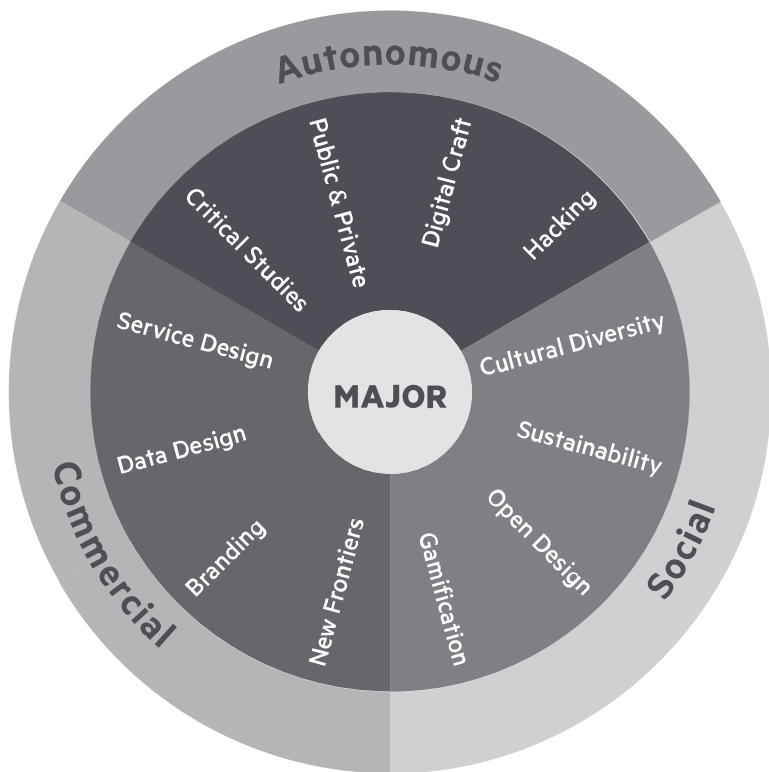 Autonomous
Critical Studies
Public & Private
Digital Craft
Hacking
Service Design
Data Design
Branding
New Frontiers
Commercial
MAJOR
Cultural Diversity
Sustainability
Open Design
Gamification
Social